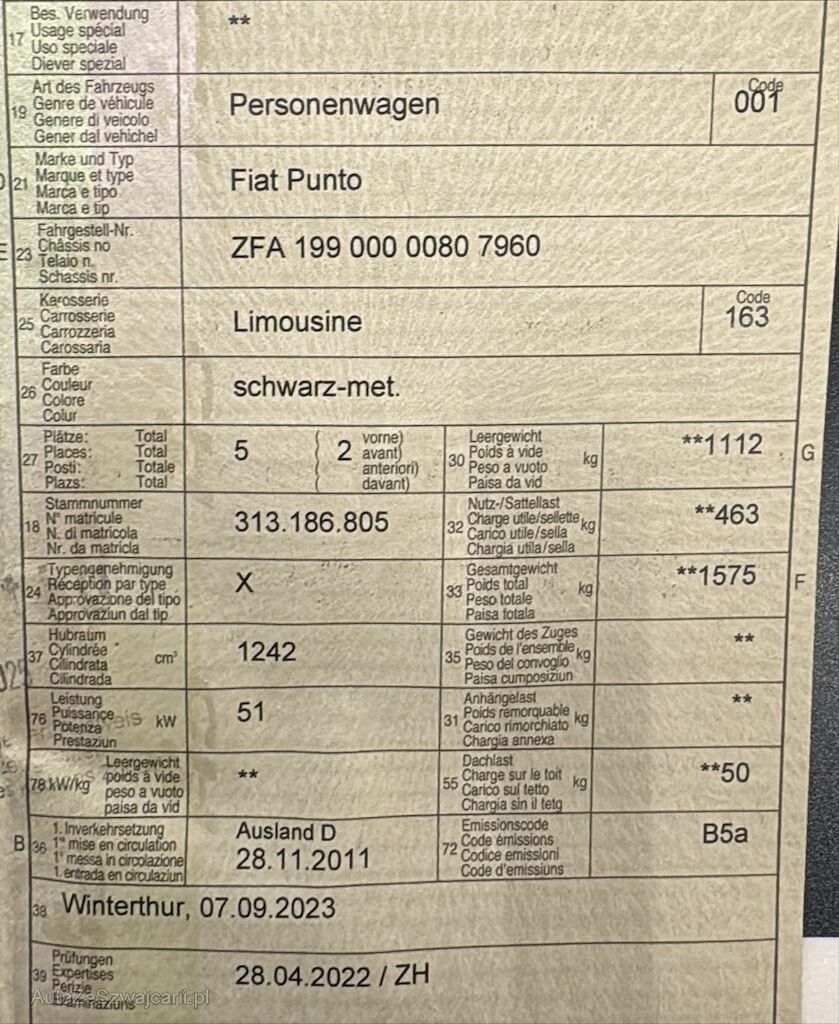 17 Bes. Verwendung
Usage spécial
Uso speciale
Diever spezial
**
19 Art des Fahrzeugs
Genre de véhicule
Genere di veicolo
Gener dal vehichel
Personenwagen
Code
001
21 Marke und Typ
Marque et type
Marca e tipo
Marca e tip
Fiat Punto
23 Fahrgestell-Nr.
Châssis no
Telaio n.
Schassis nr.
ZFA 199 000 0080 7960
25 Karosserie
Carrosserie
Carrozzeria
Carossaria
Limousine
Code
163
26 Farbe
Couleur
Colore
Colur
schwarz-met.
27 Plätze: Total
Places: Total
Posti: Totale
Plazs: Total
5 ( 2 vorne)
avant)
anteriori)
davant)
30 Leergewicht
Poids à vide
Peso a vuoto
Paisa da vid
kg
**1112
G
18 Stammnummer
N° matricule
N. di matricola
Nr. da matricla
313.186.805
32 Nutz-/Sattellast
Charge utile/sellette
Carico utile/sella
Chargia utila/sella
kg
**463
24 Typengenehmigung
Réception par type
Approvazione del tipo
Approvaziun dal tip
X
33 Gesamtgewicht
Poids total
Peso totale
Paisa totala
kg
**1575
F
37 Hubraum
Cylindrée
Cilindrata
Cilindrada
cm³
1242
35 Gewicht des Zuges
Poids de l'ensemble
Peso del convoglio
Paisa cumposiziun
kg
**
76 Leistung
Puissance
Potenza
Prestaziun
kW
51
31 Anhängelast
Poids remorquable
Carico rimorchiato
Chargia annexa
kg
**
78 kW/kg Leergewicht
poids à vide
peso a vuoto
paisa da vid
**
55 Dachlast
Charge sur le toit
Carico sul tetto
Chargia sin il tetg
kg
**50
B
36 1. Inverkehrsetzung
1re mise en circulation
1a messa in circolazione
1. entrada en circulaziun
Ausland D
28.11.2011
72 Emissionscode
Code émissions
Codice emissioni
Code d'emissiuns
B5a
38 Winterthur, 07.09.2023
39 Prüfungen
Expertises
Perizie
Examinaziuns
28.04.2022 / ZH
AutaZeSzwajcarii.pl